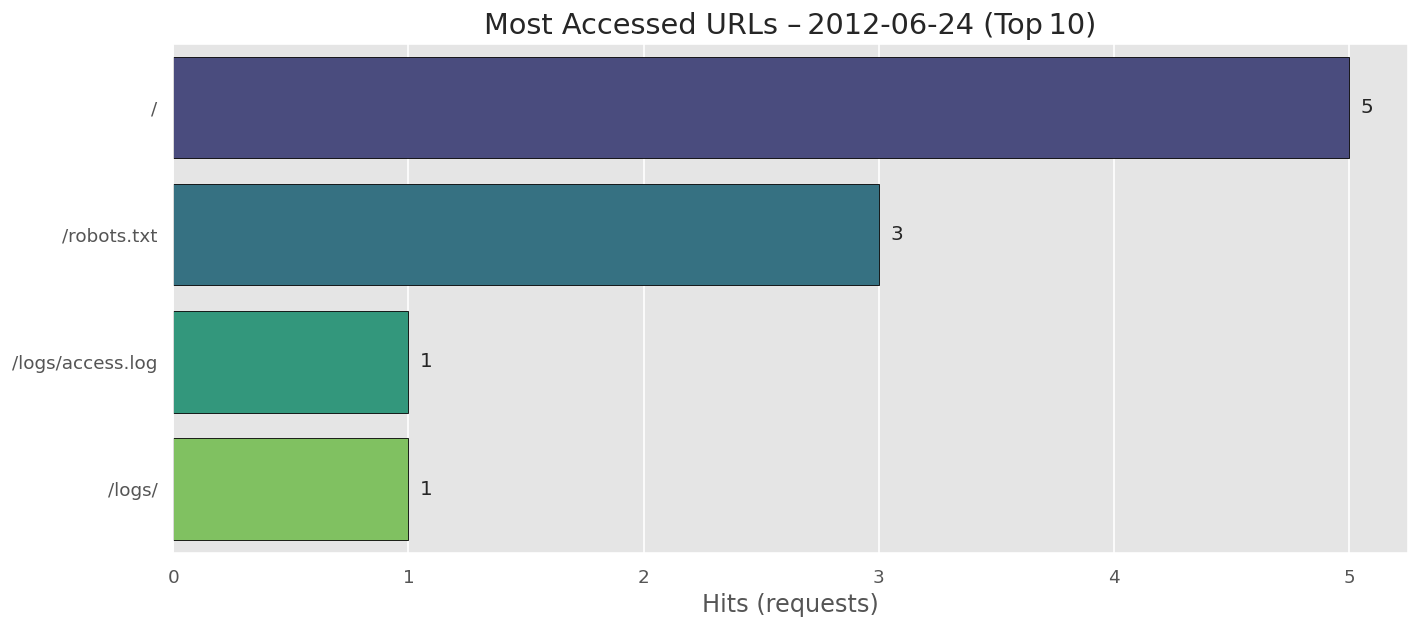 Most Accessed URLs – 2012-06-24 (Top 10)
/
5
/robots.txt
3
/logs/access.log
1
/logs/
1
0 1 2 3 4 5
Hits (requests)